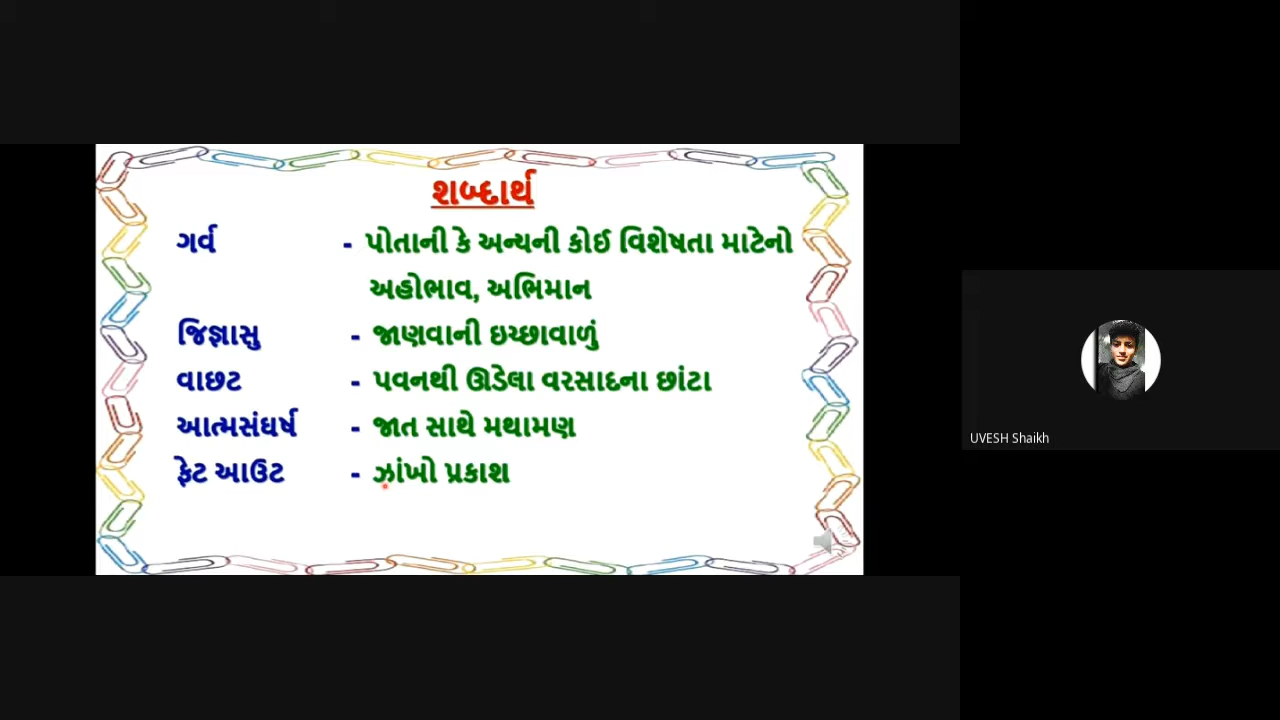 શબ્દાર્થ
ગર્વ - પોતાની કે અન્યની કોઈ વિશેષતા માટેનો
અહોભાવ, અભિમાન
જિજ્ઞાસુ - જાણવાની ઇચ્છાવાળું
વાછટ - પવનથી ઊડેલા વરસાદના છાંટા
આત્મસંઘર્ષ - જાત સાથે મથામણ
ફેટ આઉટ - ઝાંખો પ્રકાશ
UVESH Shaikh